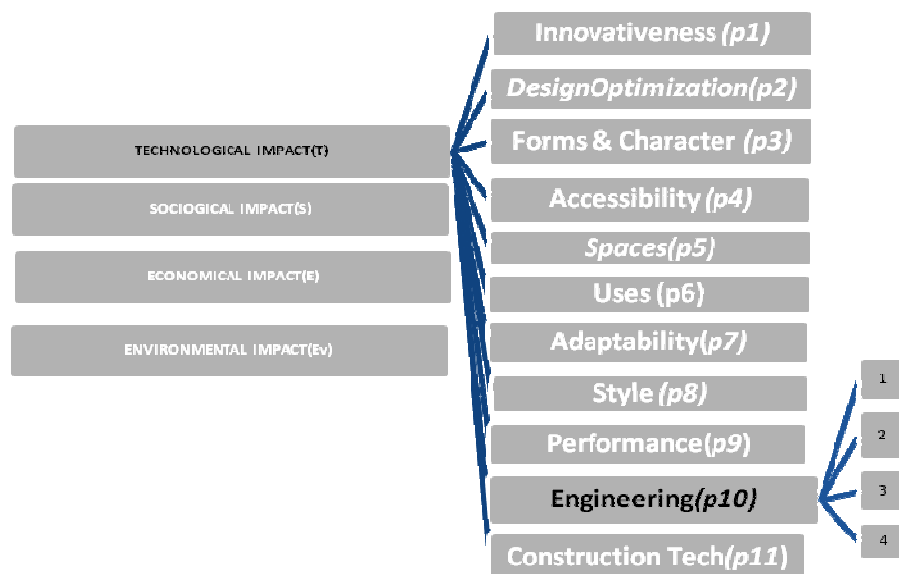 TECHNOLOGICAL IMPACT(T)
SOCIOGICAL IMPACT(S)
ECONOMICAL IMPACT(E)
ENVIRONMENTAL IMPACT(Ev)
Innovativeness (p1)
DesignOptimization(p2)
Forms & Character (p3)
Accessibility (p4)
Spaces(p5)
Uses (p6)
Adaptability(p7)
Style (p8)
Performance(p9)
Engineering(p10)
Construction Tech(p11)
1
2
3
4